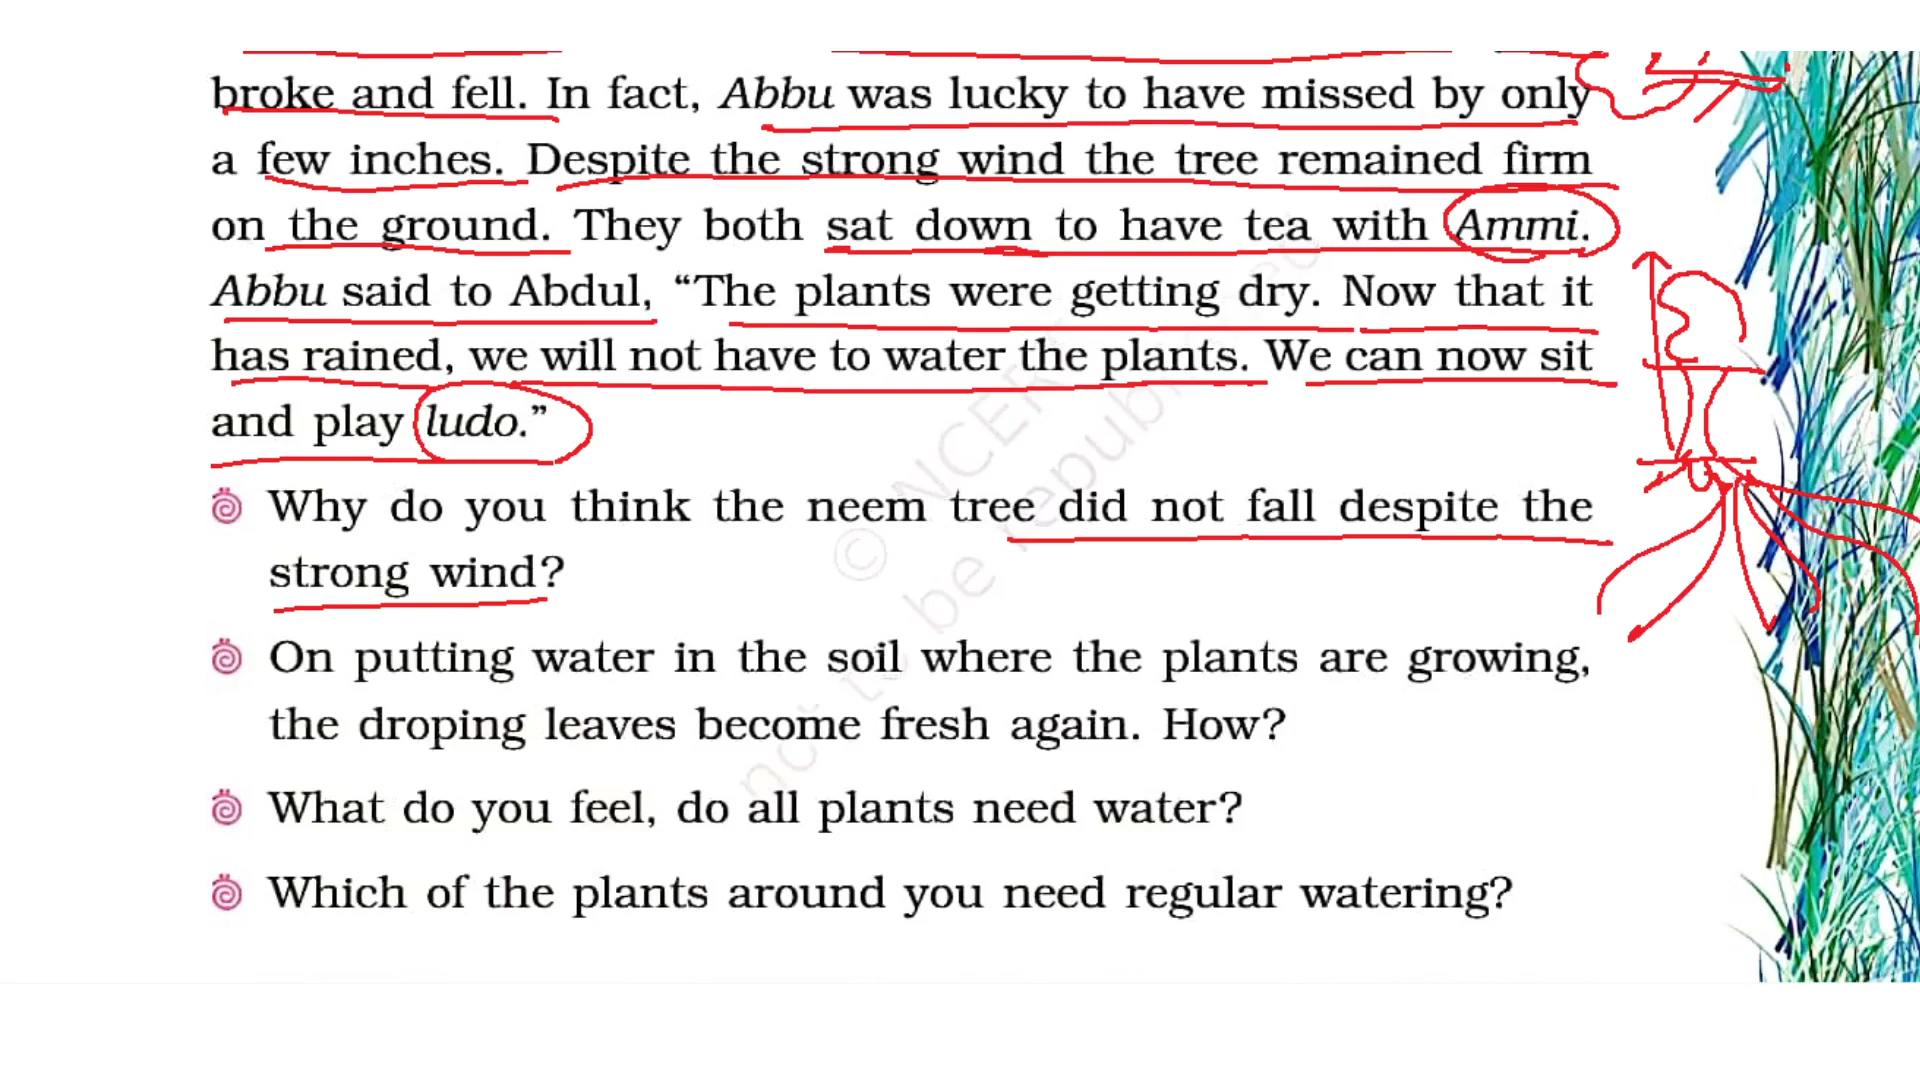 broke and fell. In fact, Abbu was lucky to have missed by only
a few inches. Despite the strong wind the tree remained firm
on the ground. They both sat down to have tea with Ammi.
Abbu said to Abdul, “The plants were getting dry. Now that it
has rained, we will not have to water the plants. We can now sit
and play ludo.”
Why do you think the neem tree did not fall despite the
strong wind?
On putting water in the soil where the plants are growing,
the droping leaves become fresh again. How?
What do you feel, do all plants need water?
Which of the plants around you need regular watering?
© NCERT
not to be republished